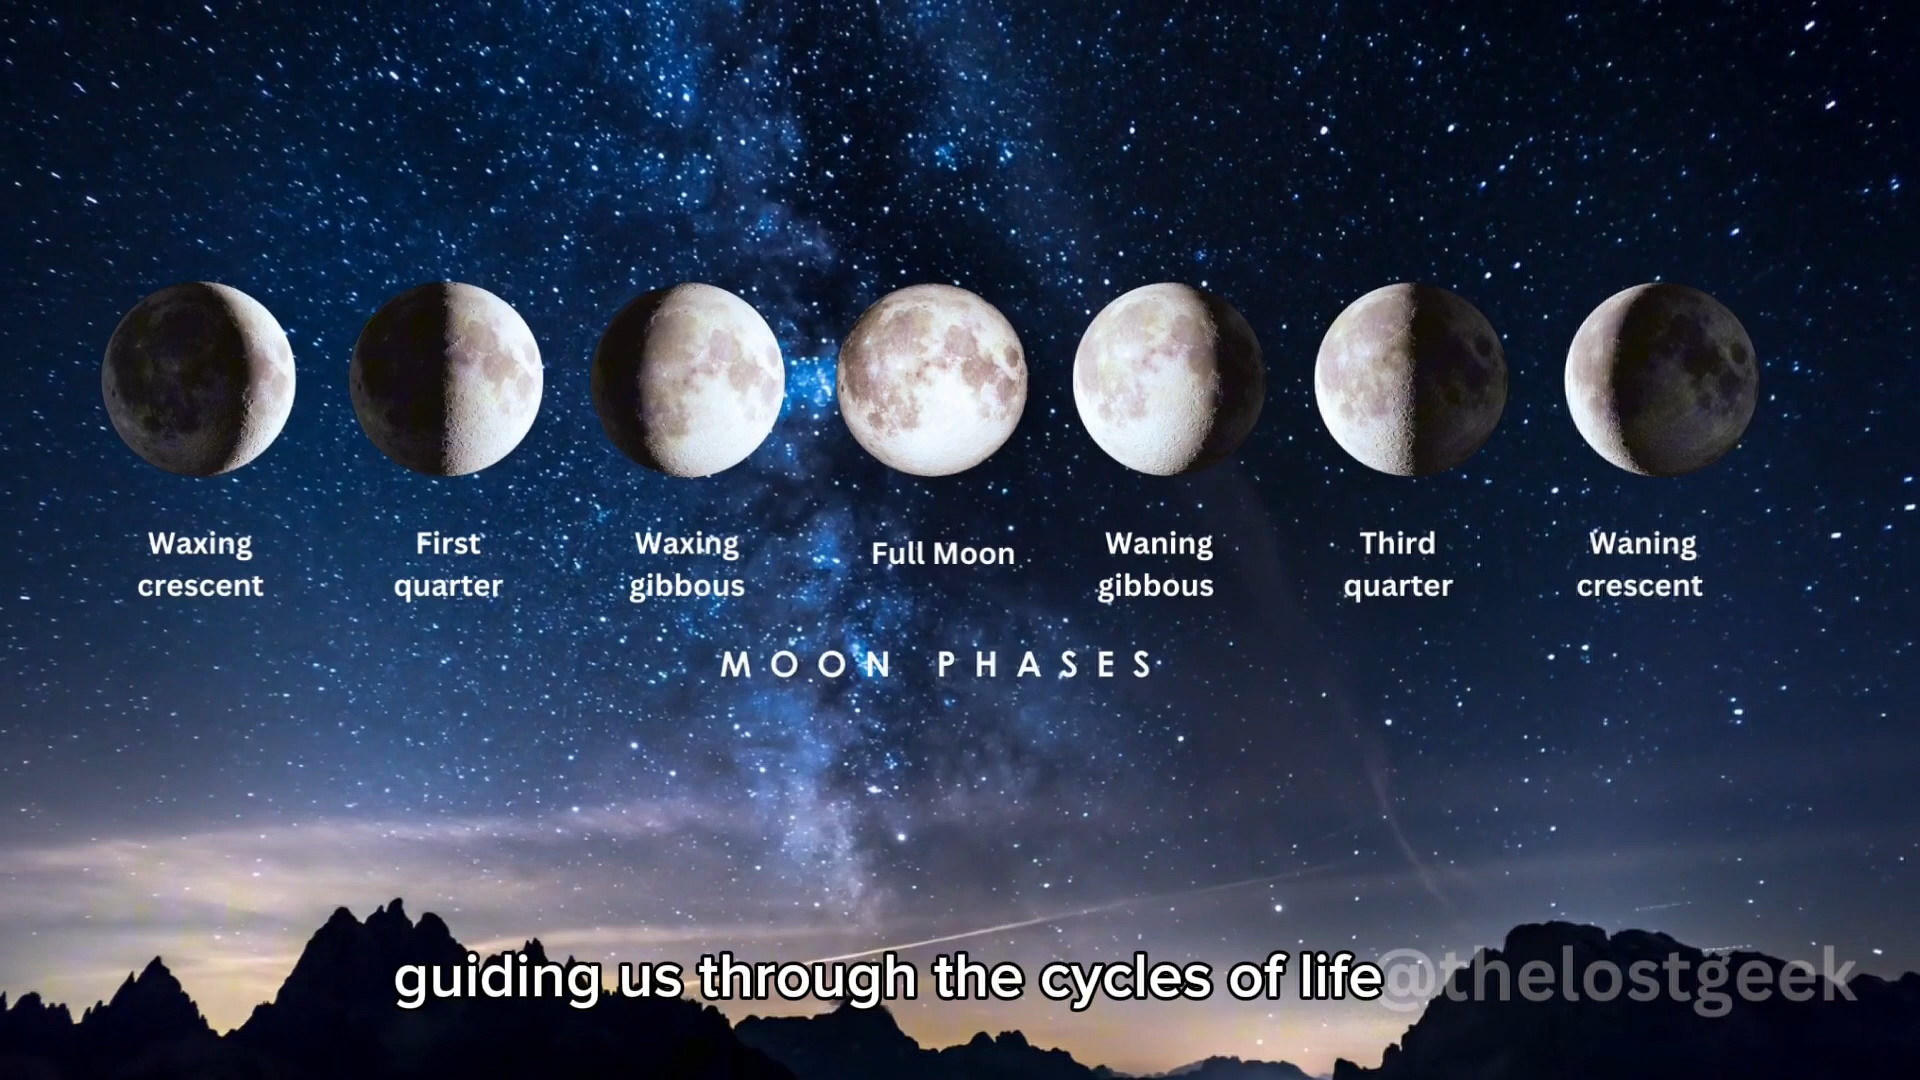 Waxing
crescent
First
quarter
Waxing
gibbous
Full Moon
Waning
gibbous
Third
quarter
Waning
crescent
MOON PHASES
guiding us through the cycles of life
@thelostgeek